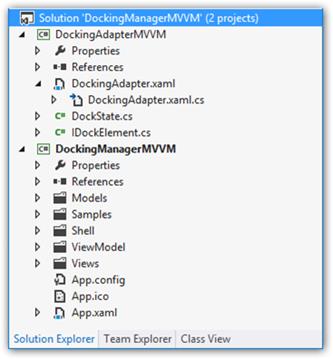 Solution 'DockingManagerMVVM' (2 projects)
DockingAdapterMVVM
Properties
References
DockingAdapter.xaml
DockingAdapter.xaml.cs
DockState.cs
IDockElement.cs
DockingManagerMVVM
Properties
References
Models
Samples
Shell
ViewModel
Views
App.config
App.ico
App.xaml
Solution Explorer Team Explorer Class View